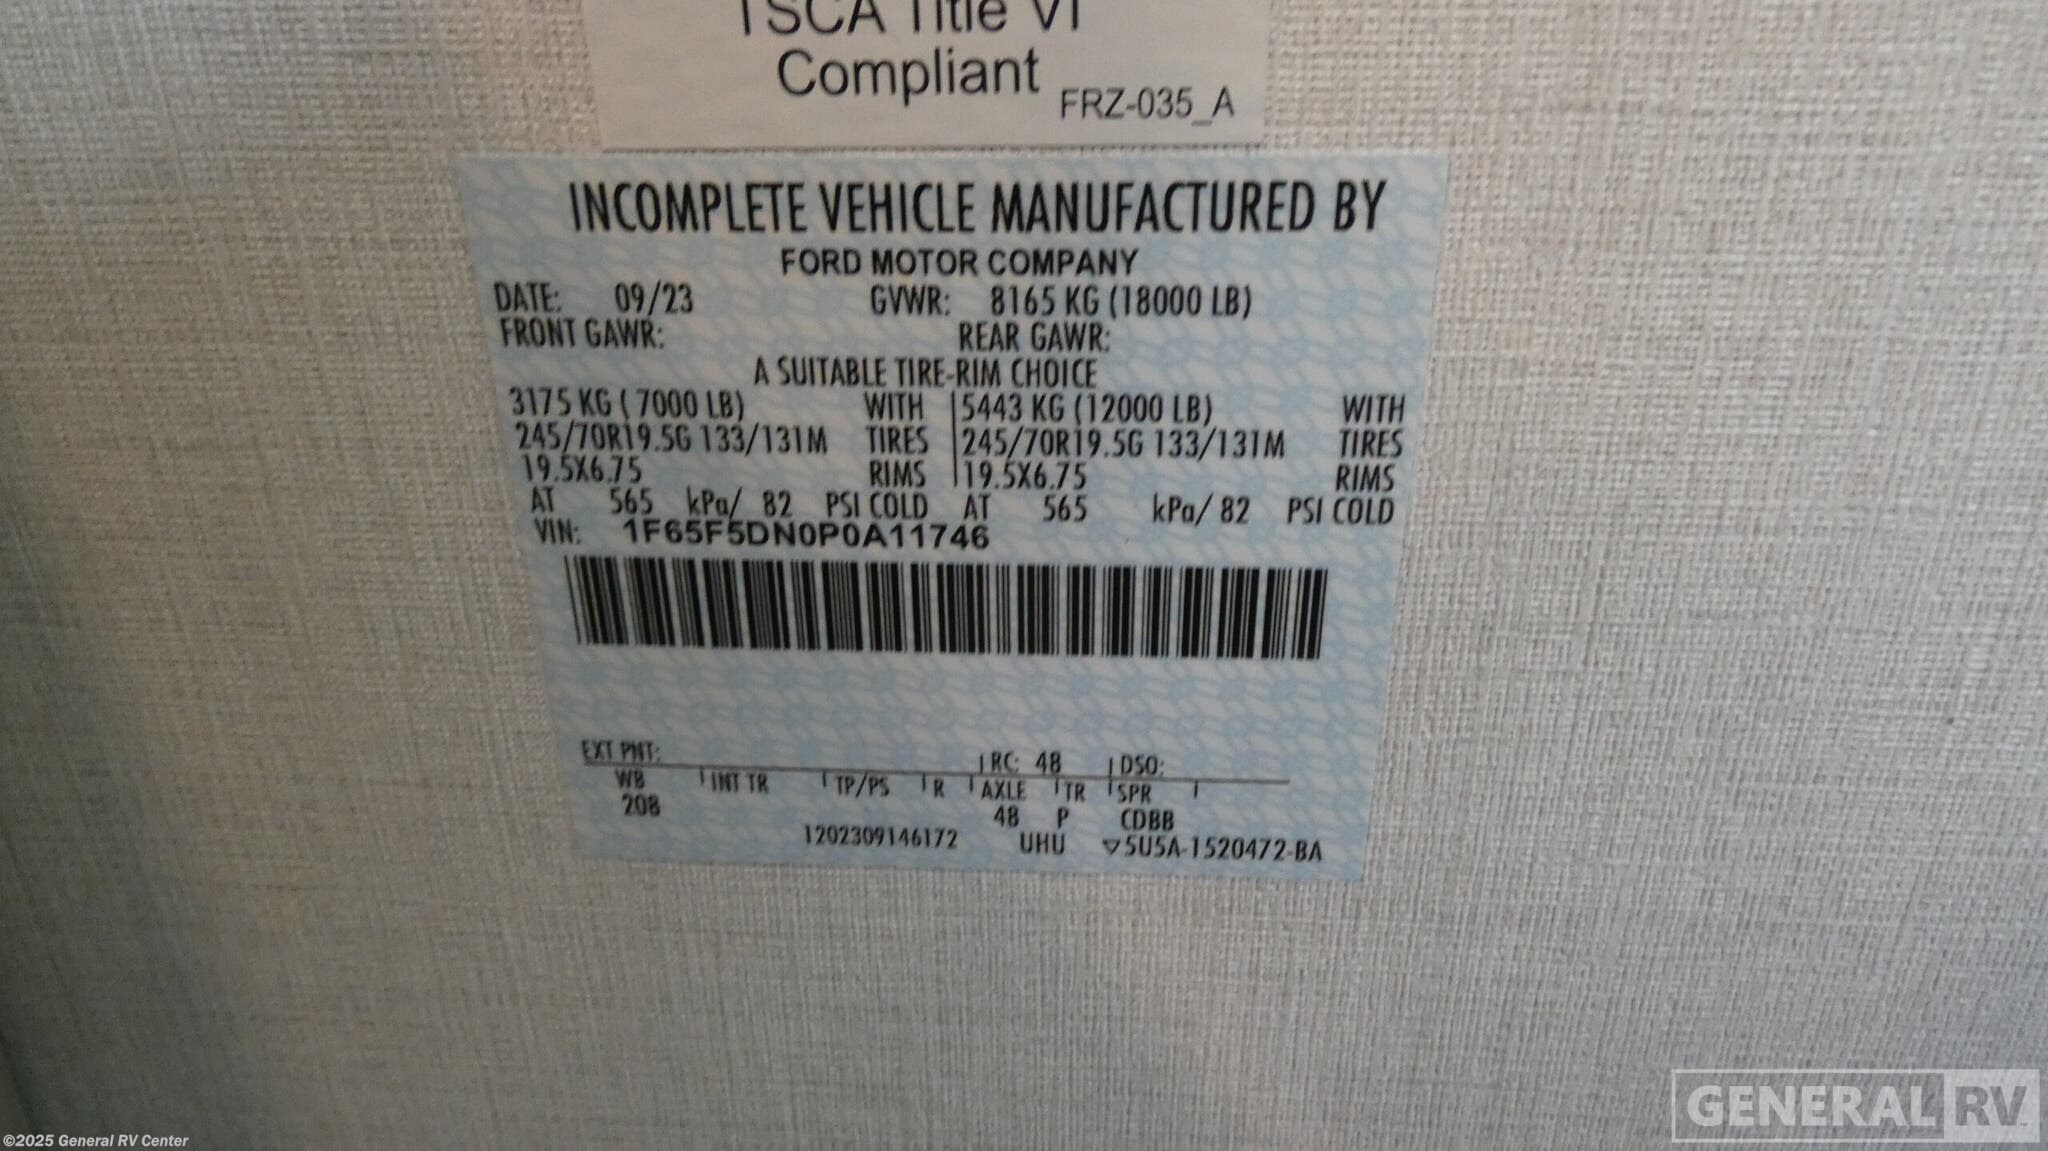 TSCA Title VI
Compliant
FRZ-035_A
INCOMPLETE VEHICLE MANUFACTURED BY
FORD MOTOR COMPANY
DATE: 09/23 GVWR: 8165 KG (18000 LB)
FRONT GAWR: REAR GAWR:
A SUITABLE TIRE-RIM CHOICE
3175 KG ( 7000 LB) WITH 5443 KG (12000 LB) WITH
245/70R19.5G 133/131M TIRES 245/70R19.5G 133/131M TIRES
19.5X6.75 RIMS 19.5X6.75 RIMS
AT 565 kPa/ 82 PSI COLD AT 565 kPa/ 82 PSI COLD
VIN: 1F65F5DN0P0A11746
EXT PNT: RC: 48 DSO:
WB INT TR TP/PS R AXLE TR SPR
208 48 P CDBB
1202309146172 UHU ▽5U5A-1520472-BA
GENERAL RV
©2025 General RV Center